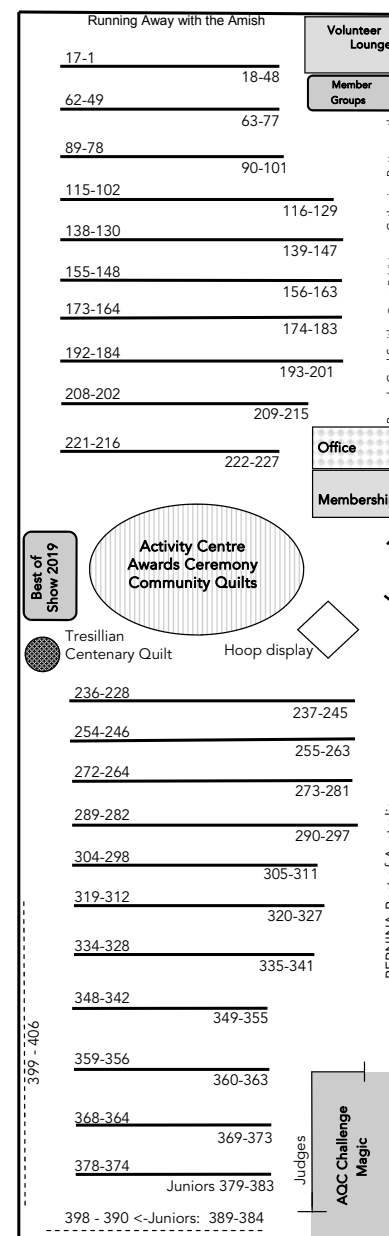 Running Away with the Amish
Volunteer
Lounge
17-1
18-48
Member
Groups
62-49
63-77
89-78
90-101
115-102
116-129
138-130
139-147
155-148
156-163
173-164
174-183
192-184
193-201
208-202
209-215
221-216
222-227
Office
Membershi
Activity Centre
Awards Ceremony
Community Quilts
Best of
Show 2019
Tresillian
Centenary Quilt
Hoop display
236-228
237-245
254-246
255-263
272-264
273-281
289-282
290-297
304-298
305-311
319-312
320-327
334-328
335-341
348-342
349-355
399 - 406
359-356
360-363
368-364
369-373
378-374
Juniors 379-383
398 - 390 <-Juniors: 389-384
Judges
AQC Challenge
Magic